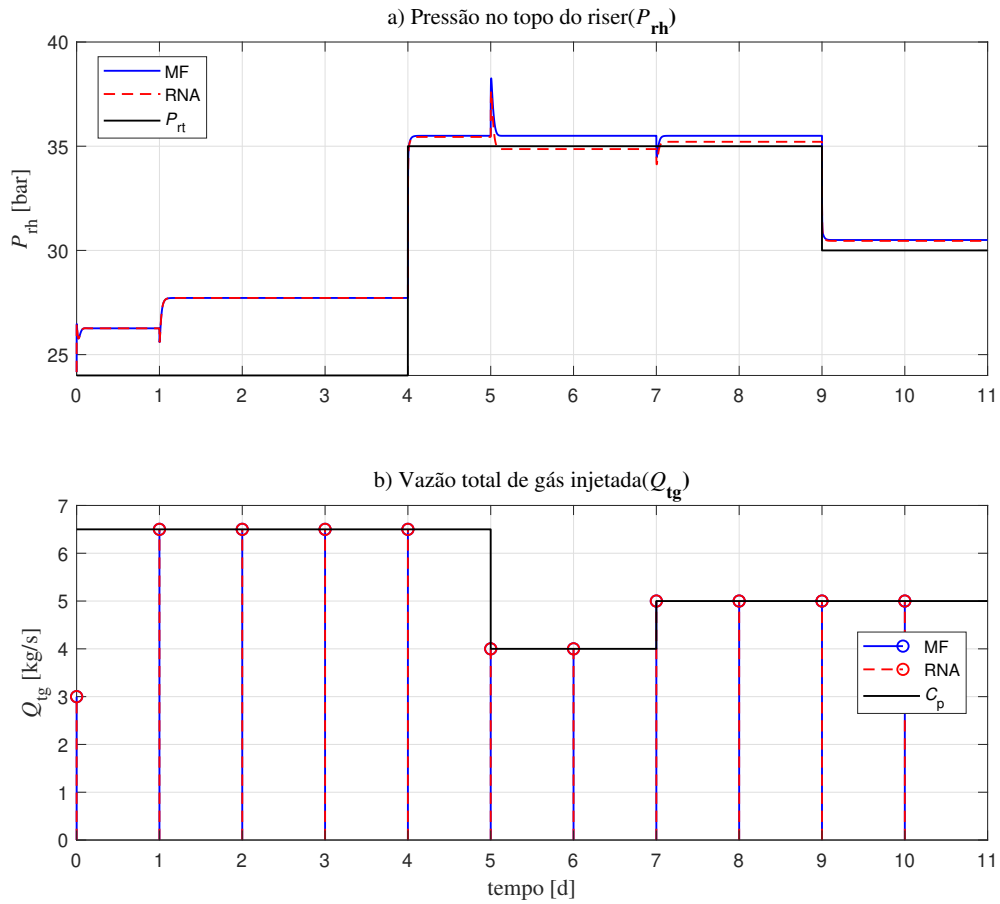 a) Pressão no topo do riser(P_rh)
40
35
30
25
P_rh [bar]
MF
RNA
P_rt
0 1 2 3 4 5 6 7 8 9 10 11
b) Vazão total de gás injetada(Q_tg)
7
6
5
4
3
2
1
0
Q_tg [kg/s]
MF
RNA
C_p
0 1 2 3 4 5 6 7 8 9 10 11
tempo [d]